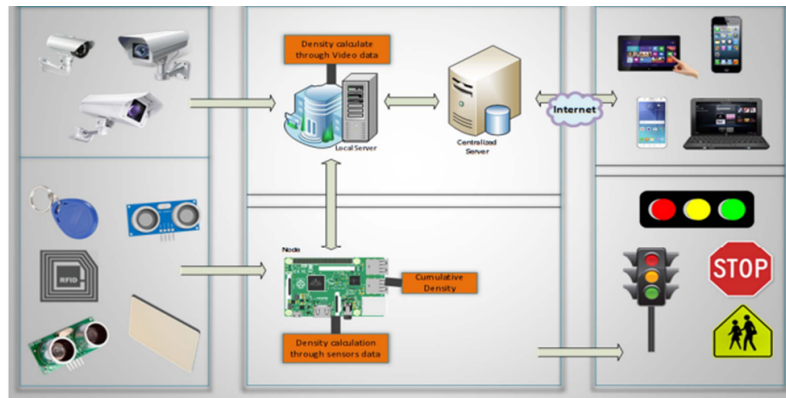 Density calculate
through Video data
Local Server
Centralized
Server
Internet
Node
RFID
Cumulative
Density
Density calculation
through sensors data
STOP